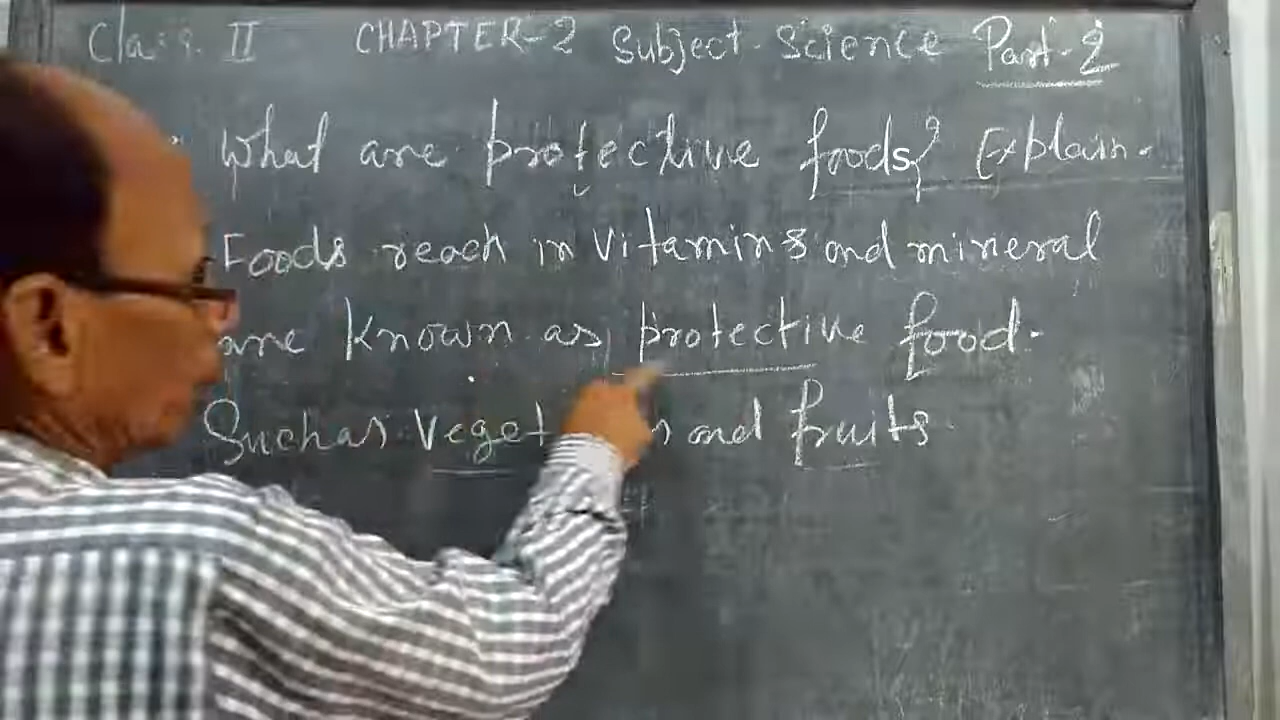 Class II CHAPTER-2 Subject-Science Part-2
What are protective foods? Explain.
Foods reach in Vitamins and mineral
are known as protective food.
Such as and fruits.